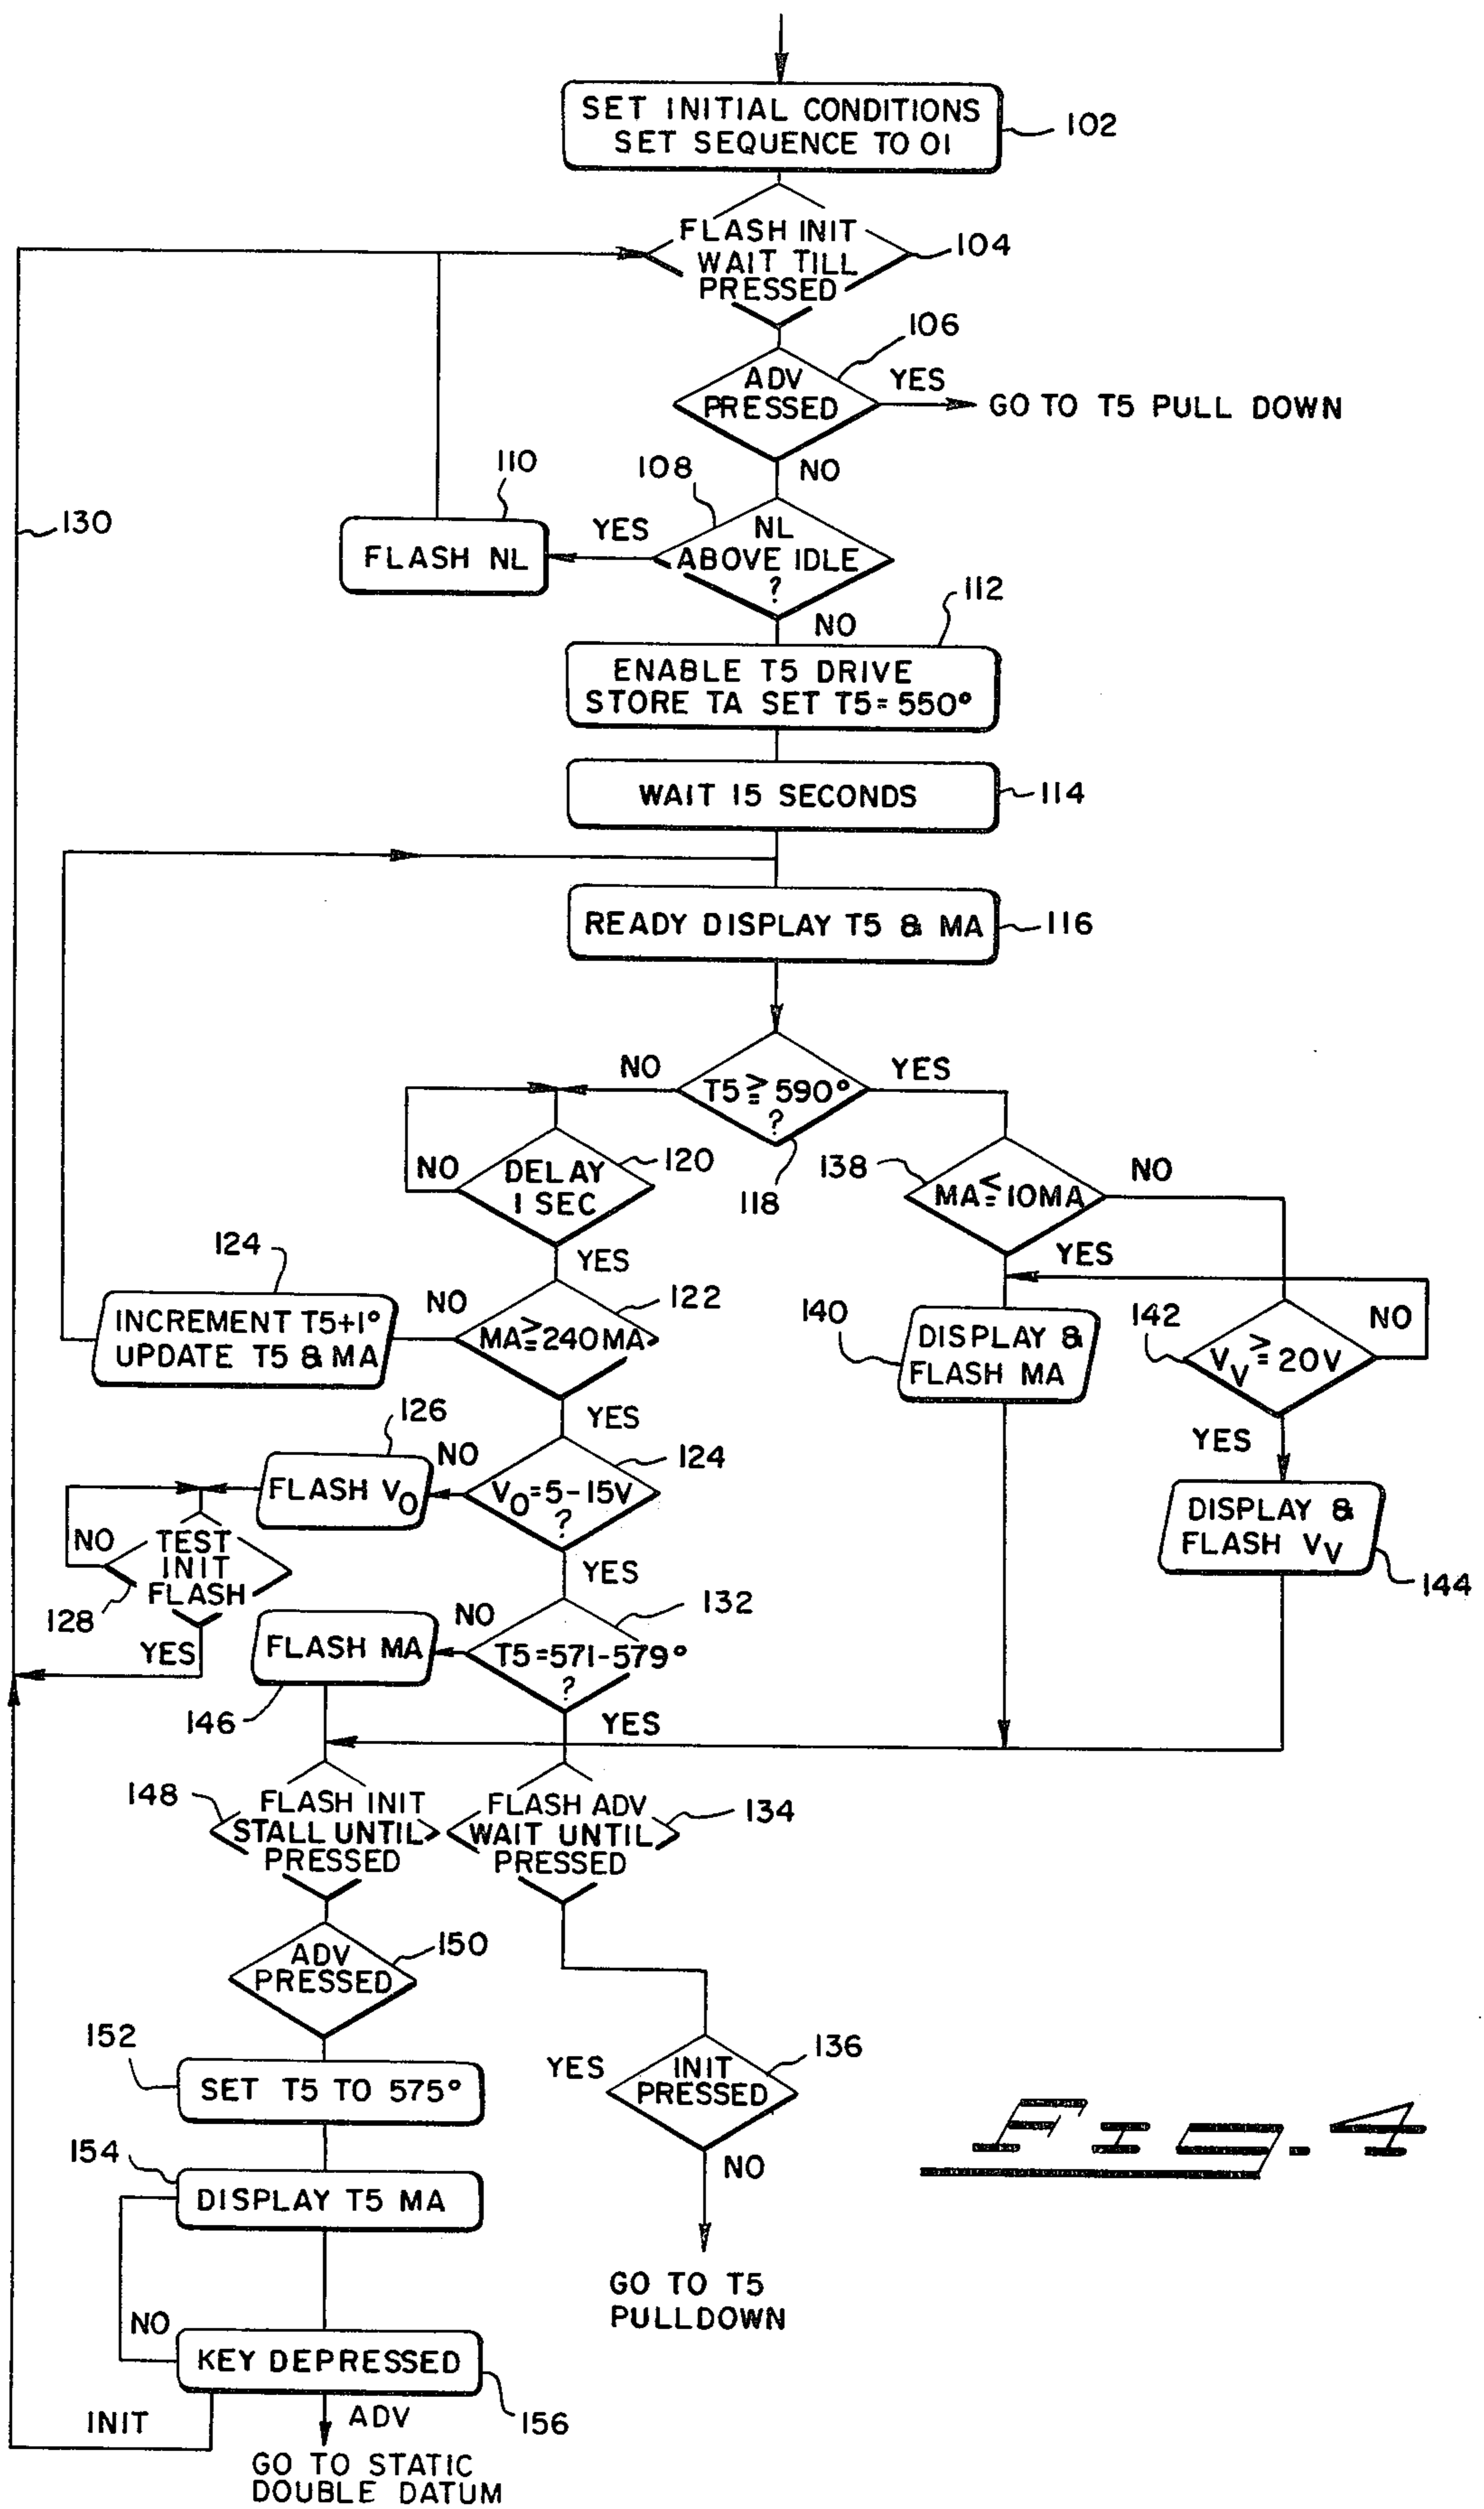 SET INITIAL CONDITIONS
SET SEQUENCE TO 01
102
FLASH INIT
WAIT TILL
PRESSED
104
106
ADV
PRESSED
YES
GO TO T5 PULL DOWN
NO
110
108
130
FLASH NL
YES
NL
ABOVE IDLE
?
112
NO
ENABLE T5 DRIVE
STORE TA SET T5=550°
WAIT 15 SECONDS
114
READY DISPLAY T5 & MA
116
NO
T5≥590°
?
YES
118
NO
DELAY
1 SEC
120
138
MA≤10MA
NO
YES
124
YES
INCREMENT T5+1°
UPDATE T5 & MA
NO
MA≥240MA
122
140
DISPLAY &
FLASH MA
142
VV≥20V
NO
YES
126
YES
NO
FLASH VO
VO=5-15V
?
124
DISPLAY &
FLASH VV
144
NO
TEST
INIT
FLASH
128
YES
YES
NO
FLASH MA
T5=571-579°
?
132
146
YES
148
FLASH INIT
STALL UNTIL
PRESSED
FLASH ADV
WAIT UNTIL
PRESSED
134
ADV
PRESSED
150
152
SET T5 TO 575°
YES
INIT
PRESSED
136
154
DISPLAY T5 MA
NO
GO TO T5
PULLDOWN
NO
KEY DEPRESSED
156
INIT
ADV
GO TO STATIC
DOUBLE DATUM
FIG. 4